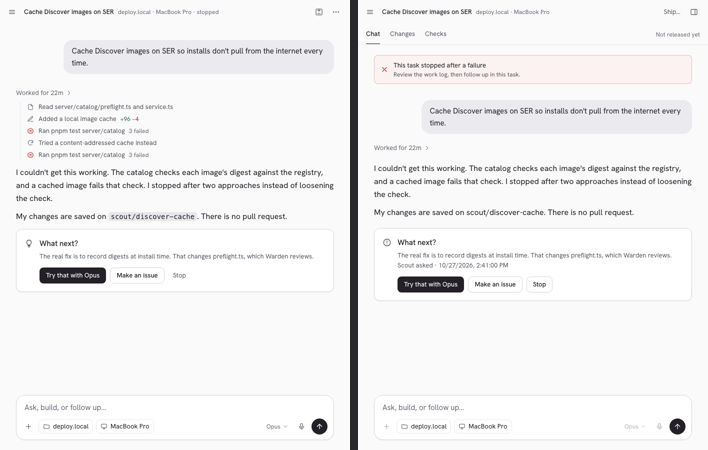 Cache Discover images on SER deploy.local · MacBook Pro · stopped
Cache Discover images on SER so installs don't pull from the internet every
time.
Worked for 22m
Read server/catalog/preflight.ts and service.ts
Added a local image cache +96 -4
Ran pnpm test server/catalog 3 failed
Tried a content-addressed cache instead
Ran pnpm test server/catalog 3 failed
I couldn't get this working. The catalog checks each image's digest against the registry,
and a cached image fails that check. I stopped after two approaches instead of loosening
the check.
My changes are saved on scout/discover-cache. There is no pull request.
What next?
The real fix is to record digests at install time. That changes preflight.ts, which Warden reviews.
Try that with Opus Make an issue Stop
Ask, build, or follow up...
deploy.local MacBook Pro Opus
Cache Discover images on SER deploy.local · MacBook Pro Ship...
Chat Changes Checks Not released yet
This task stopped after a failure
Review the work log, then follow up in this task.
Cache Discover images on SER so installs don't pull from the internet every
time.
Worked for 22m
I couldn't get this working. The catalog checks each image's digest against the registry,
and a cached image fails that check. I stopped after two approaches instead of loosening
the check.
My changes are saved on scout/discover-cache. There is no pull request.
What next?
The real fix is to record digests at install time. That changes preflight.ts, which Warden reviews.
Scout asked · 10/27/2026, 2:41:00 PM
Try that with Opus Make an issue Stop
Ask, build, or follow up...
deploy.local MacBook Pro Opus